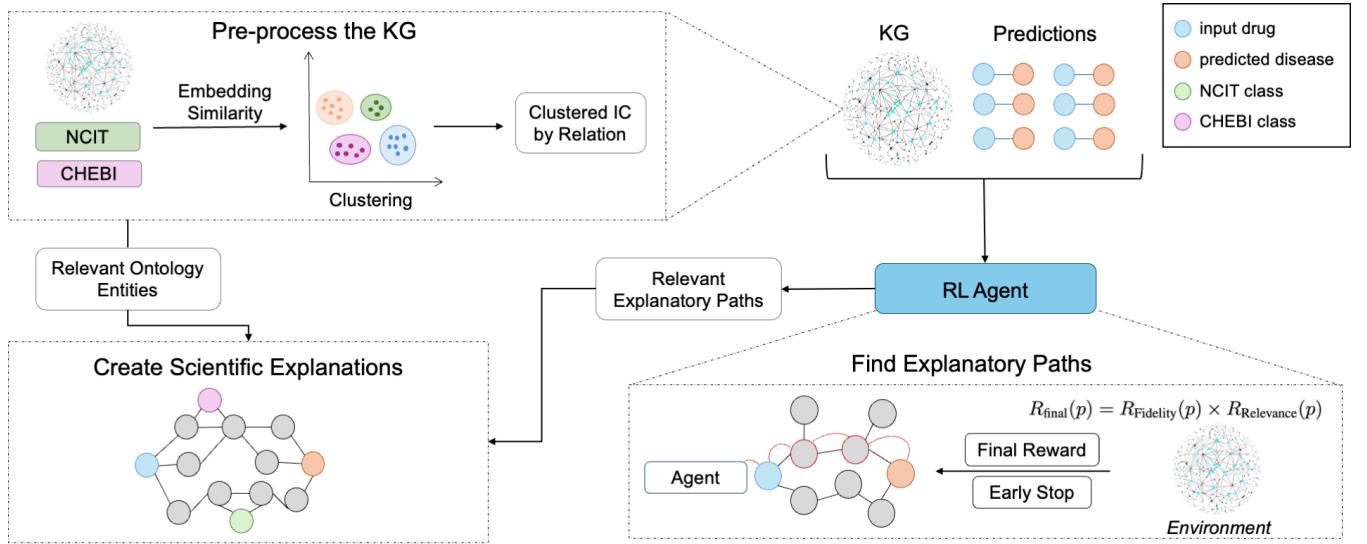 Pre-process the KG
NCIT
CHEBI
Embedding
Similarity
Clustering
Clustered IC
by Relation
KG
Predictions
input drug
predicted disease
NCIT class
CHEBI class
Relevant Ontology
Entities
Relevant
Explanatory Paths
RL Agent
Create Scientific Explanations
Find Explanatory Paths
R_final(p) = R_Fidelity(p) × R_Relevance(p)
Agent
Final Reward
Early Stop
Environment